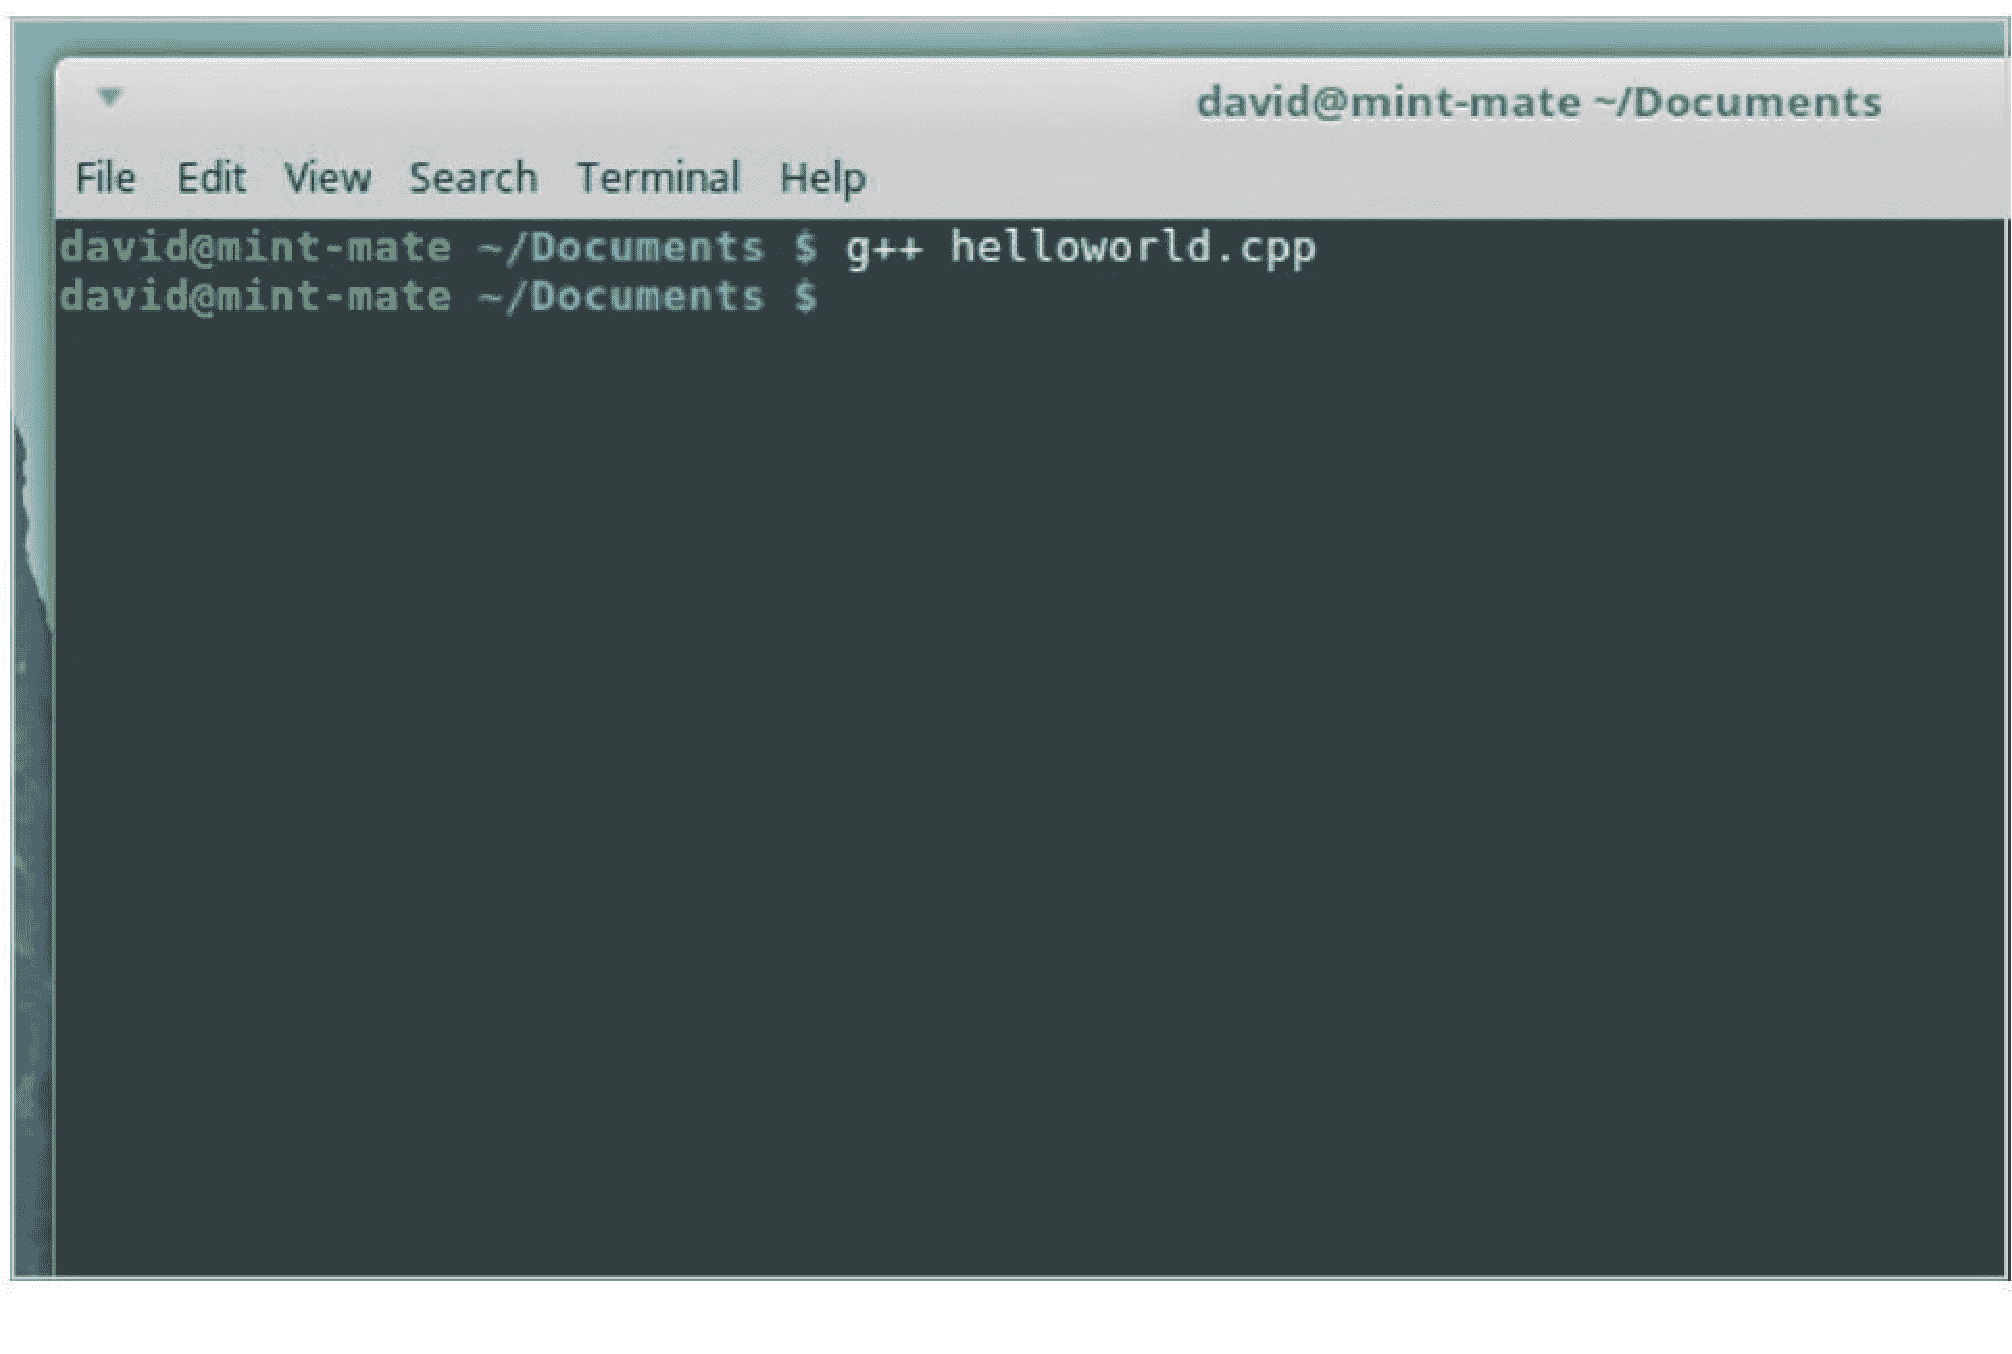 david@mint-mate ~/Documents
File Edit View Search Terminal Help
david@mint-mate ~/Documents $ g++ helloworld.cpp
david@mint-mate ~/Documents $